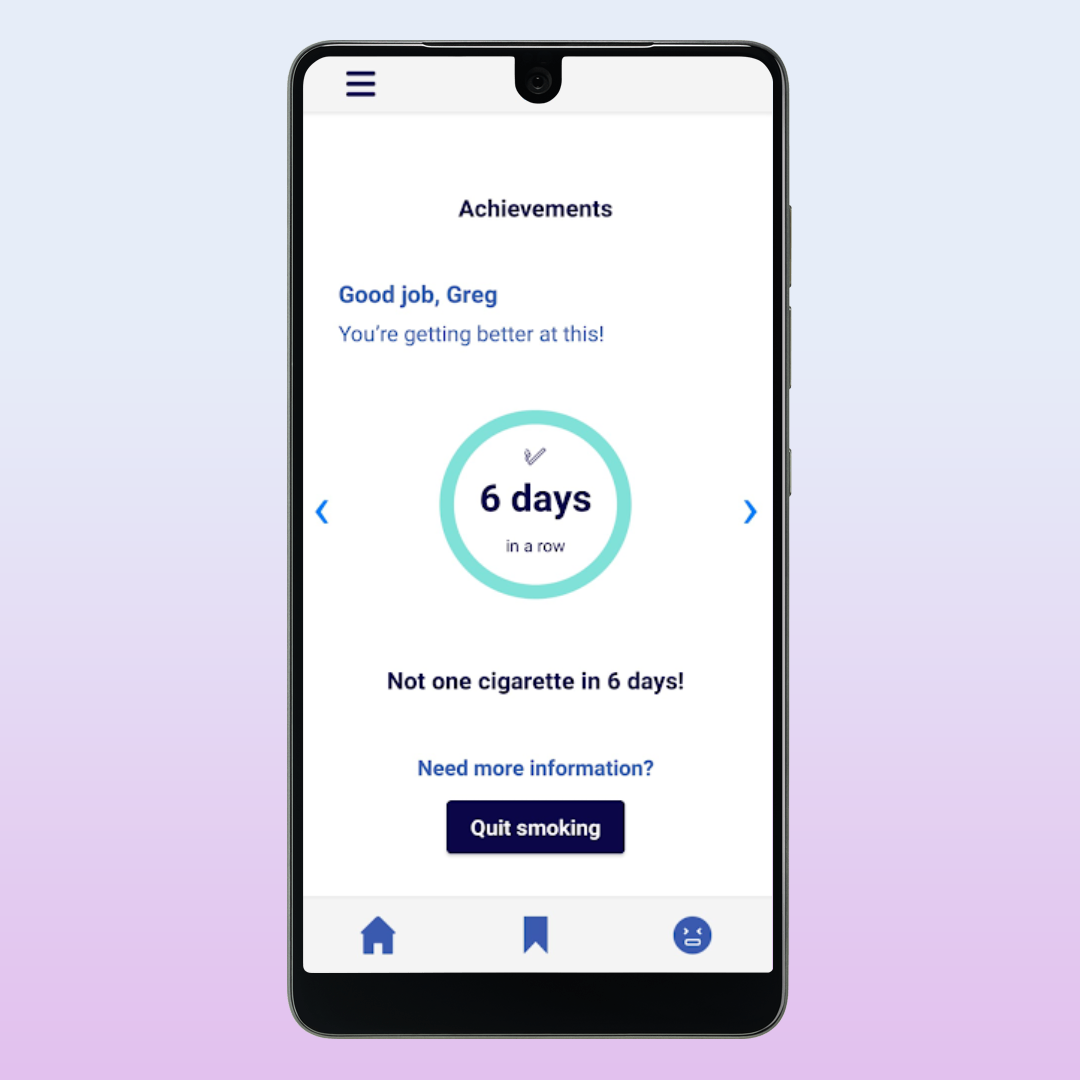 Achievements
Good job, Greg
You’re getting better at this!
6 days
in a row
Not one cigarette in 6 days!
Need more information?
Quit smoking